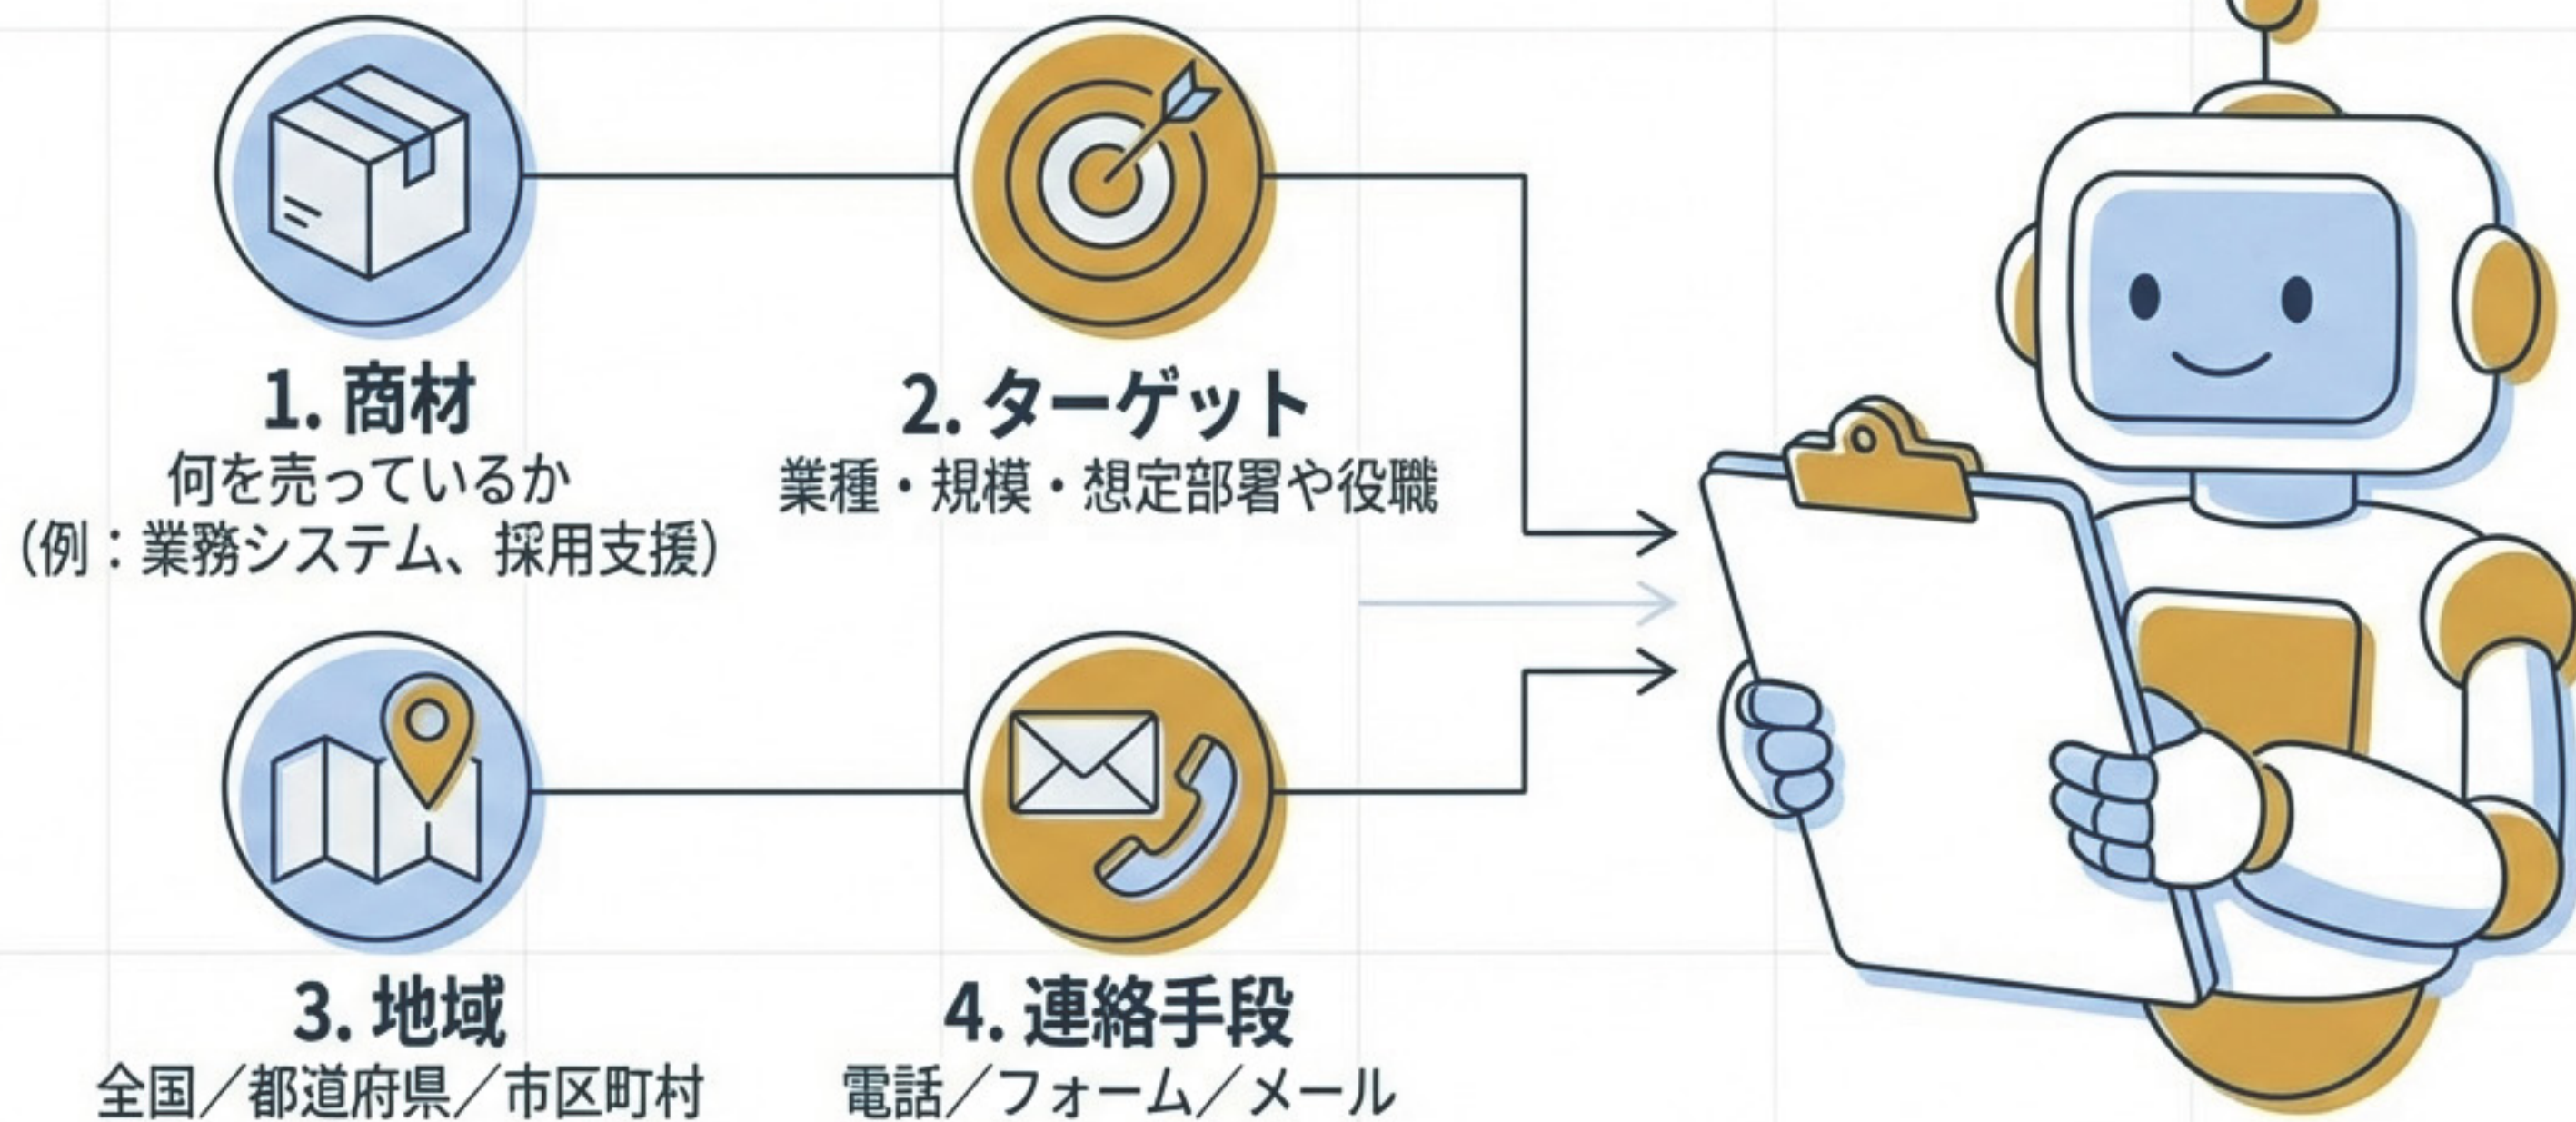 1. 商材
何を売っているか
（例：業務システム、採用支援）
2. ターゲット
業種・規模・想定部署や役職
3. 地域
全国／都道府県／市区町村
4. 連絡手段
電話／フォーム／メール